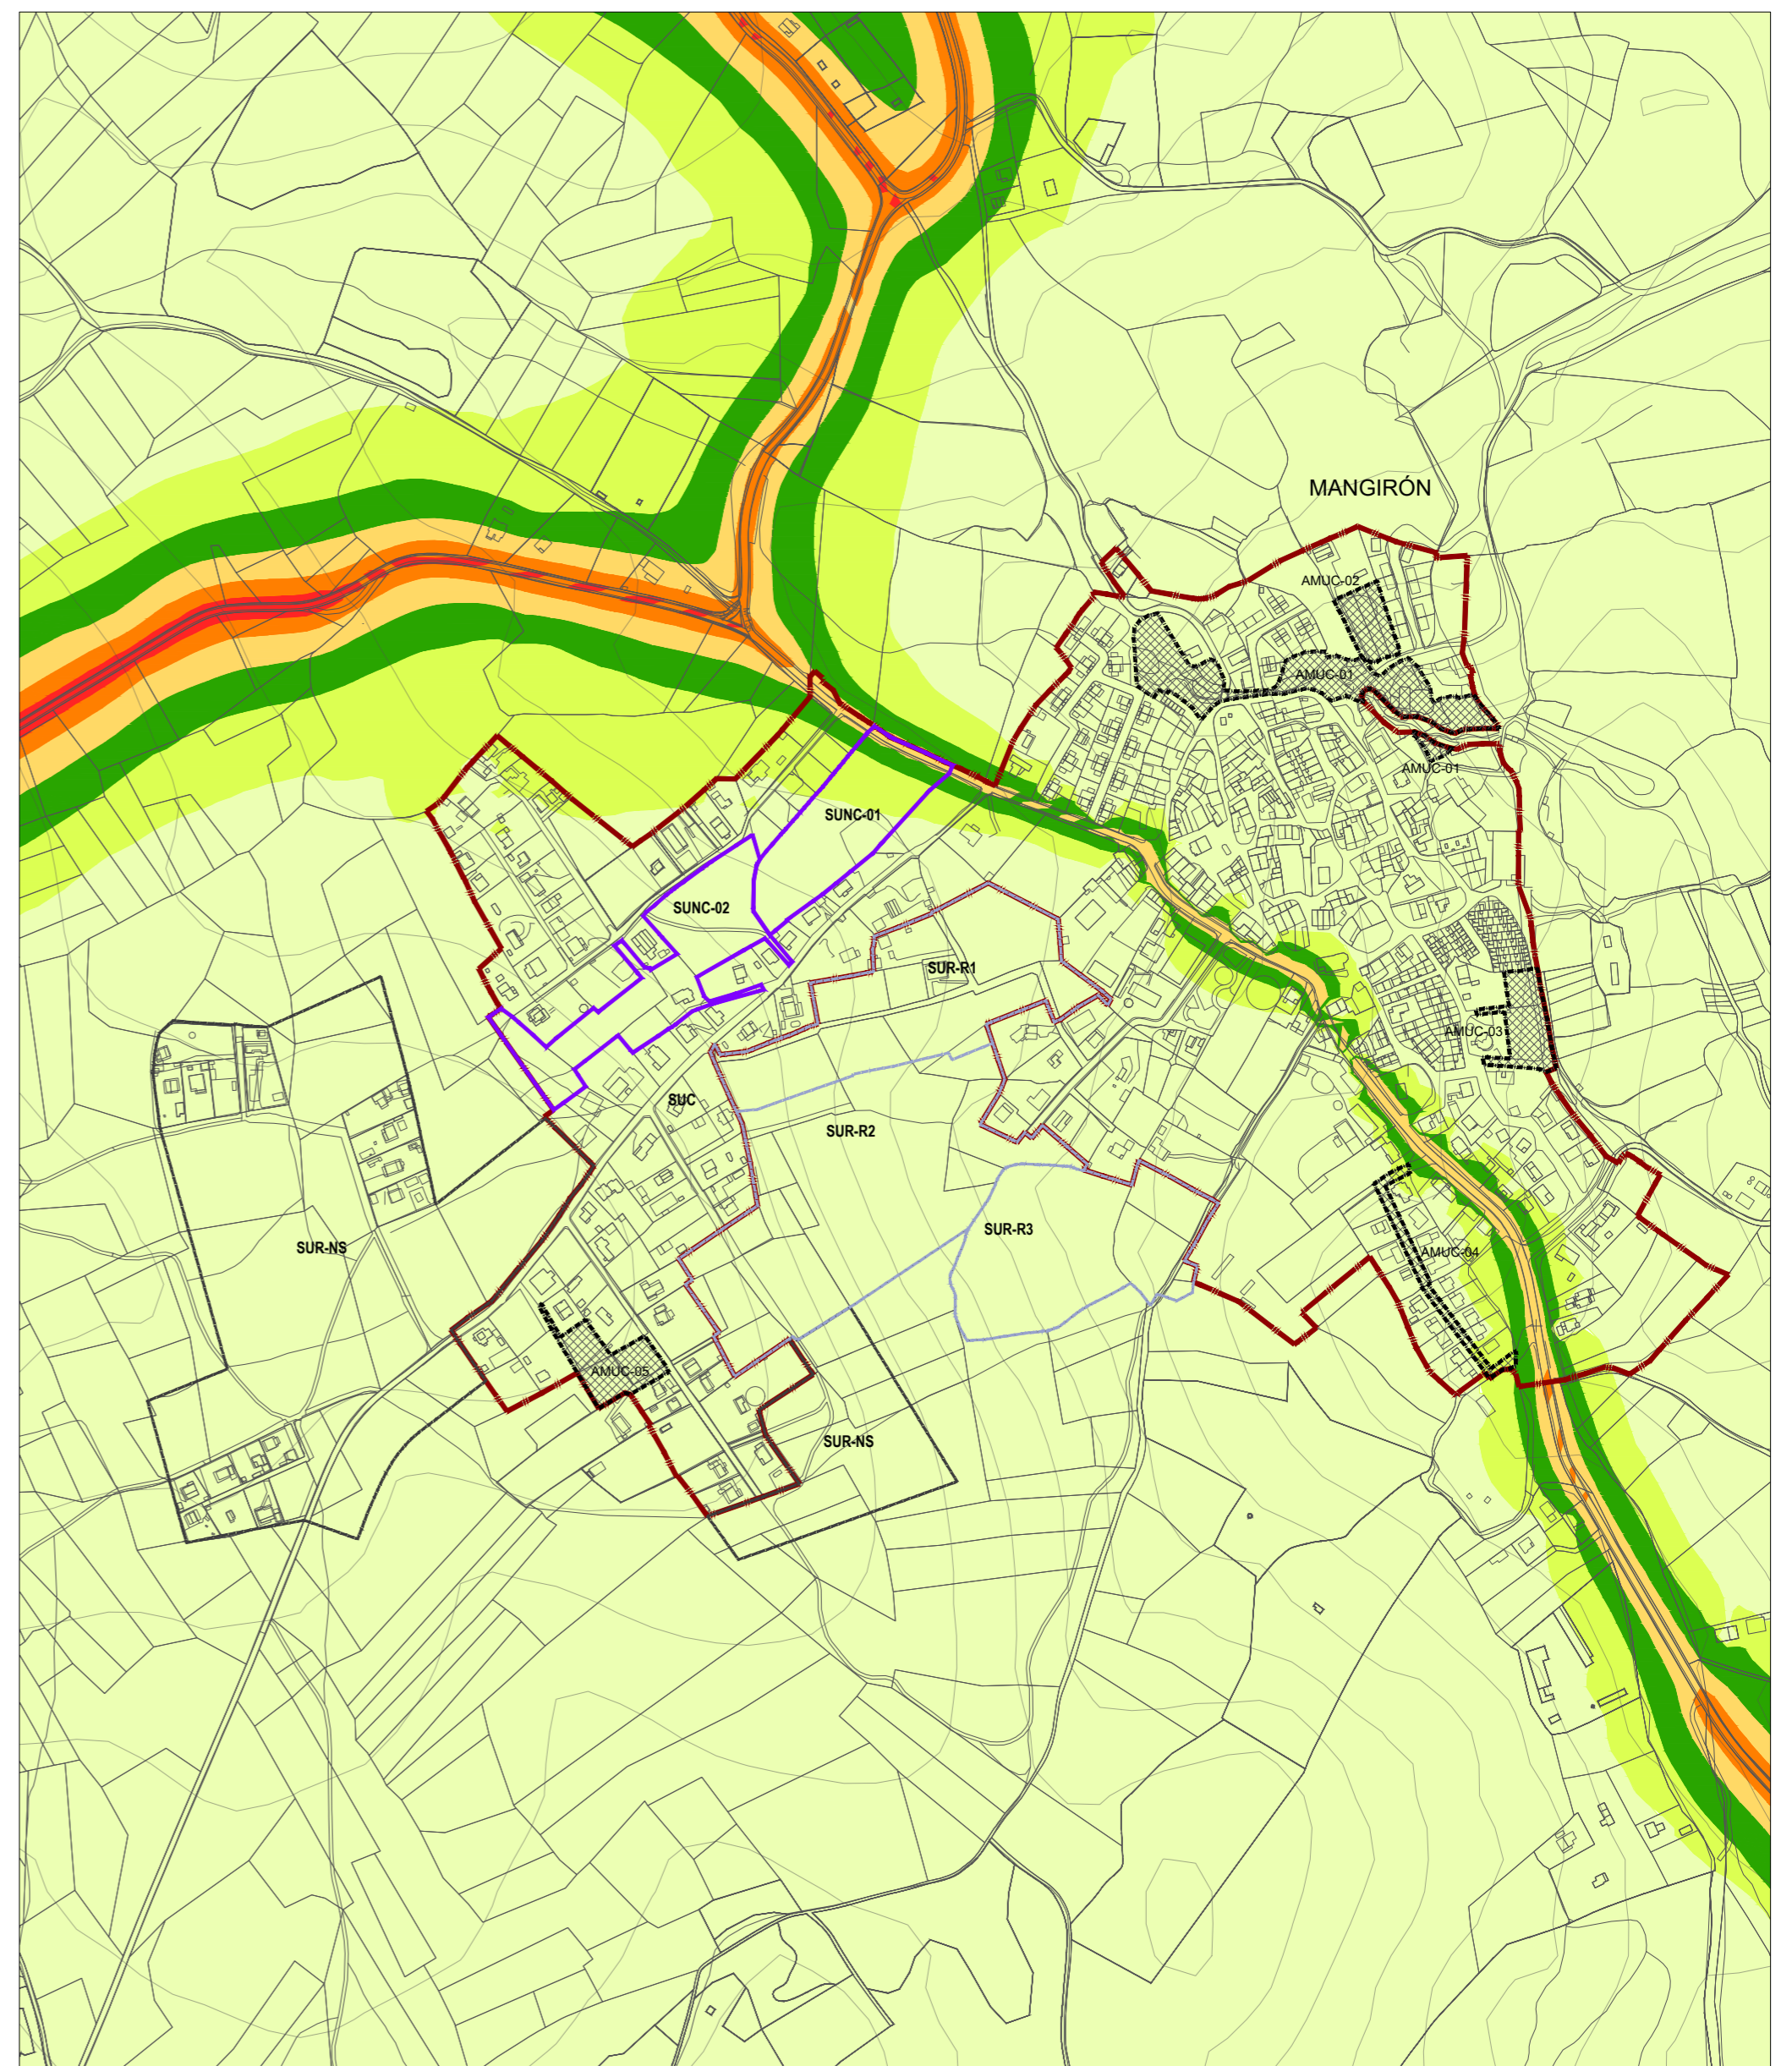 MANGIRÓN
AMUC-02
AMUC-01
AMUC-01
SUNC-01
SUNC-02
SUR-R1
AMUC-03
SUC
SUR-R2
SUR-R3
SUR-NS
AMUC-04
AMUC-05
SUR-NS